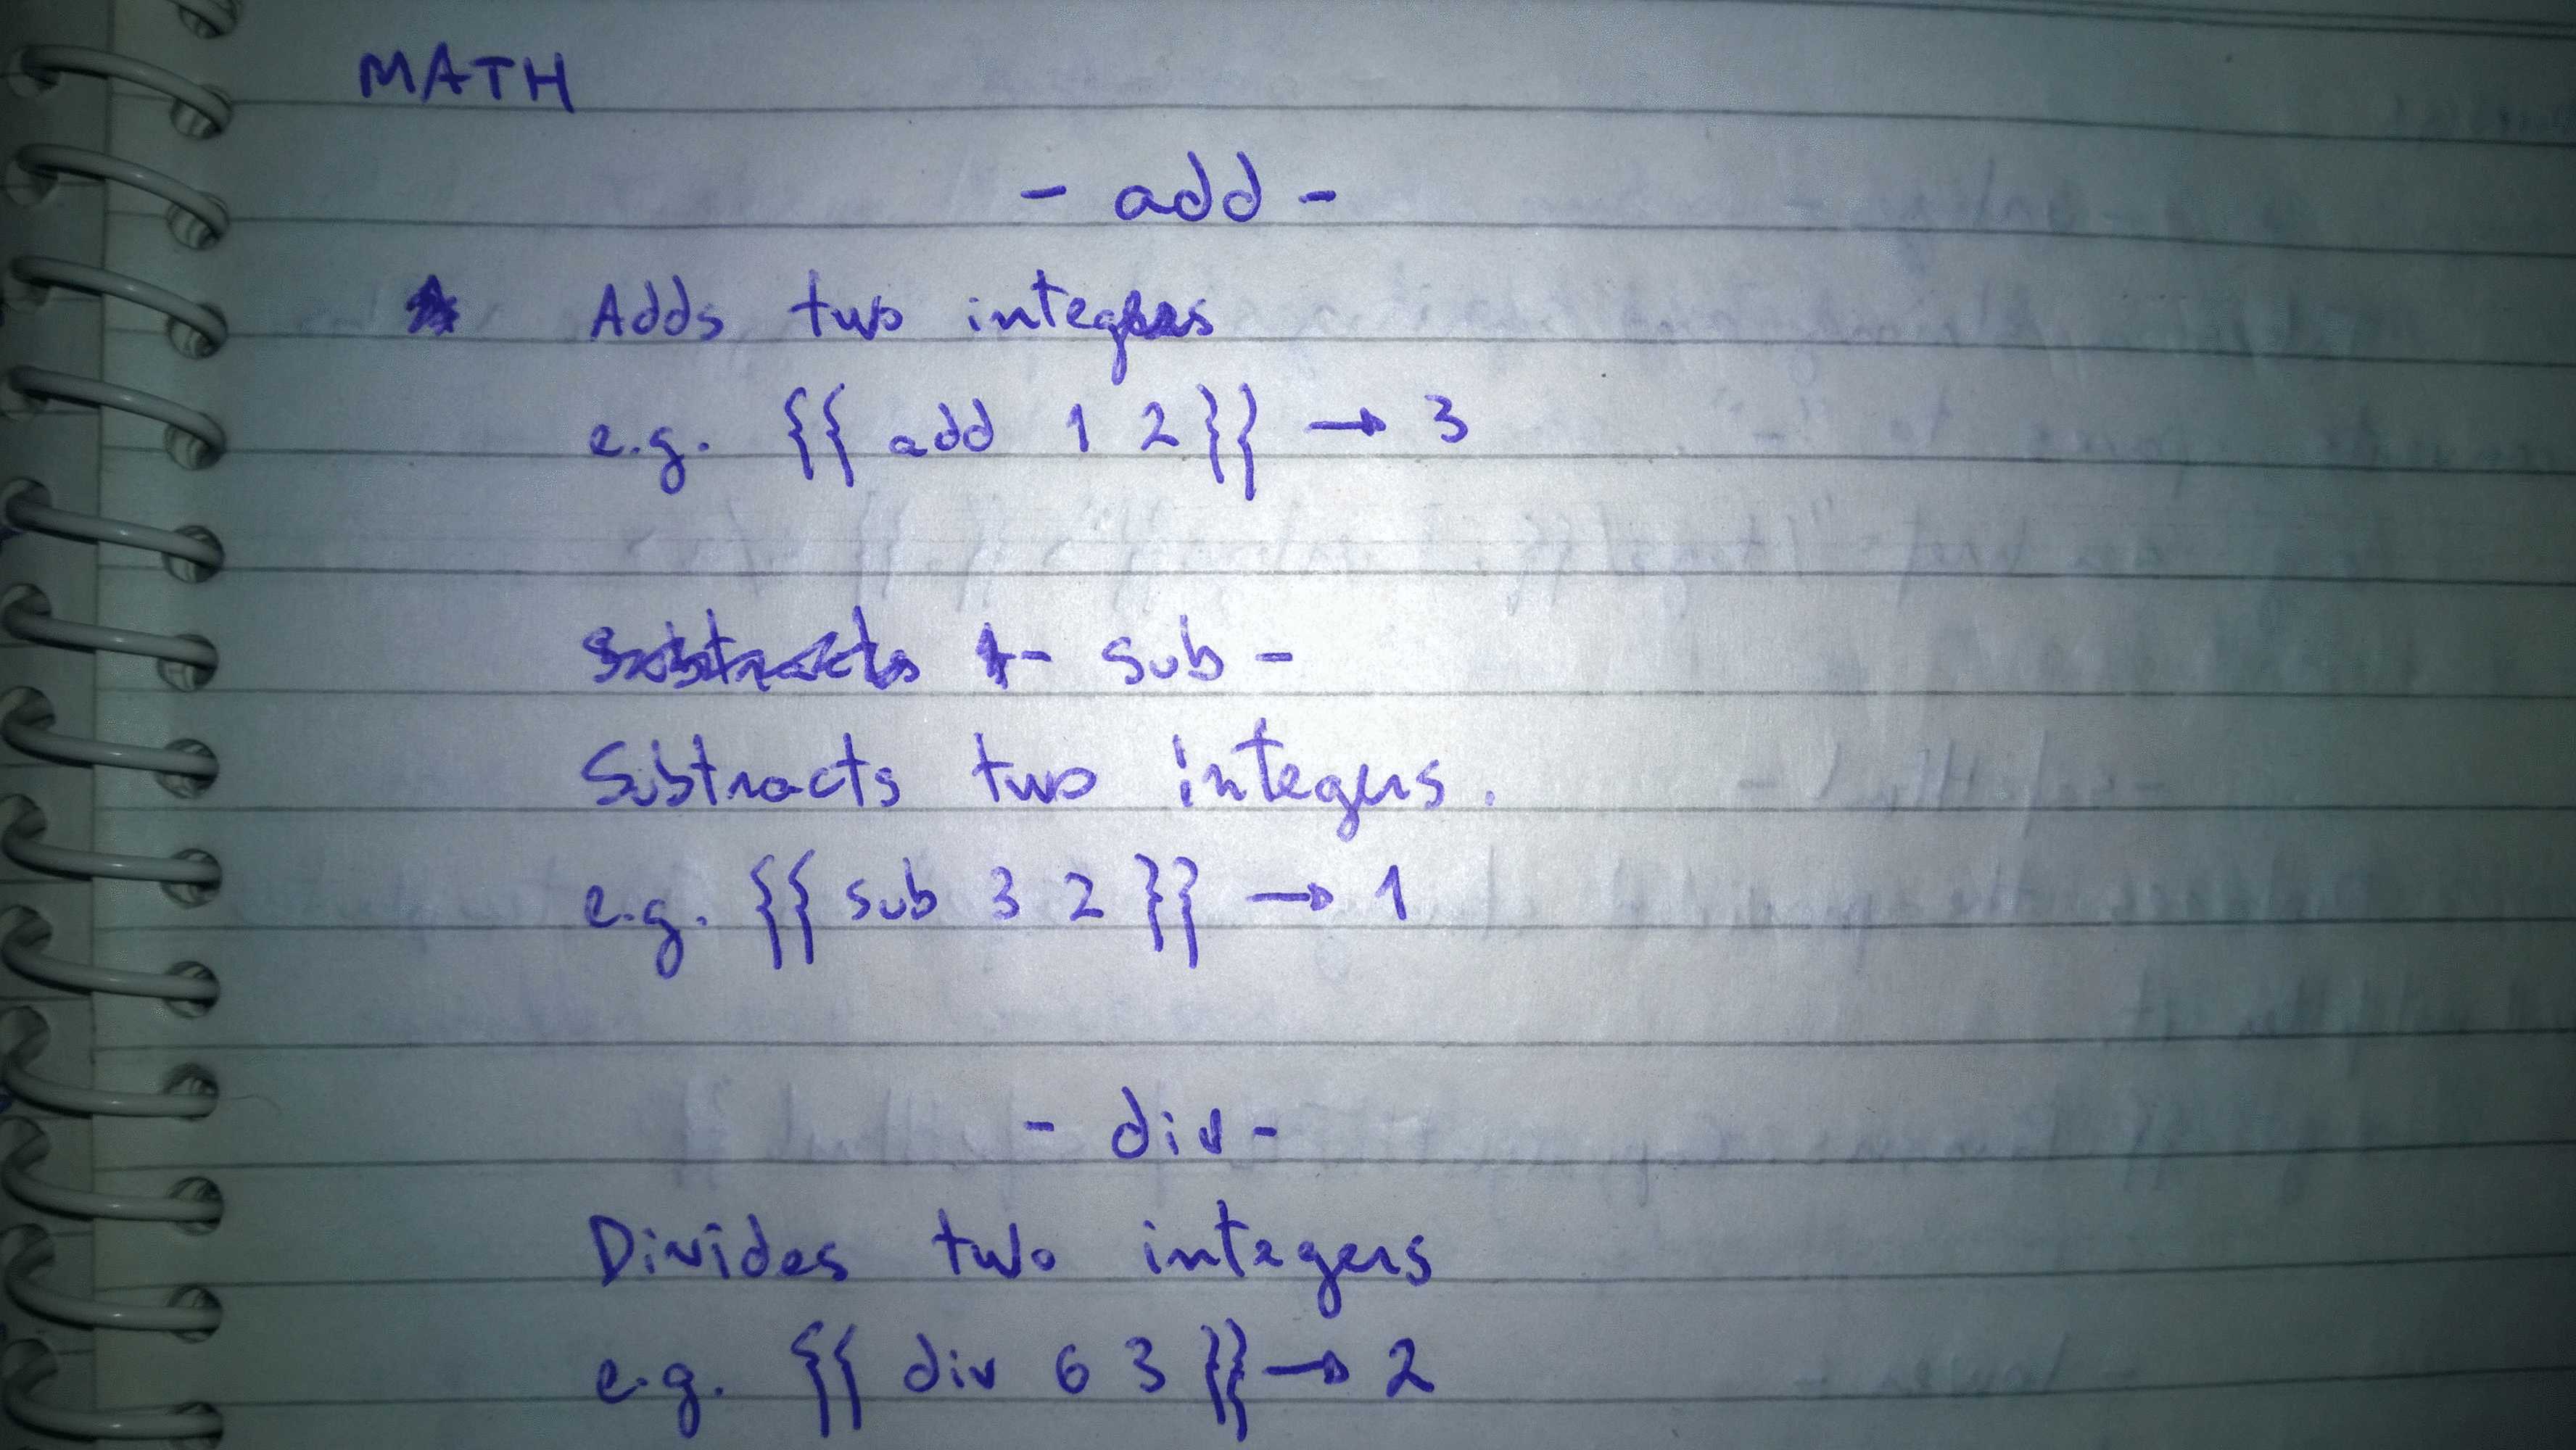 MATH
- add -
Adds two integers
e.g. {{ add 1 2 }} → 3
- sub -
Subtracts two integers.
e.g. {{ sub 3 2 }} → 1
- div -
Divides two integers
e.g. {{ div 6 3 }} → 2